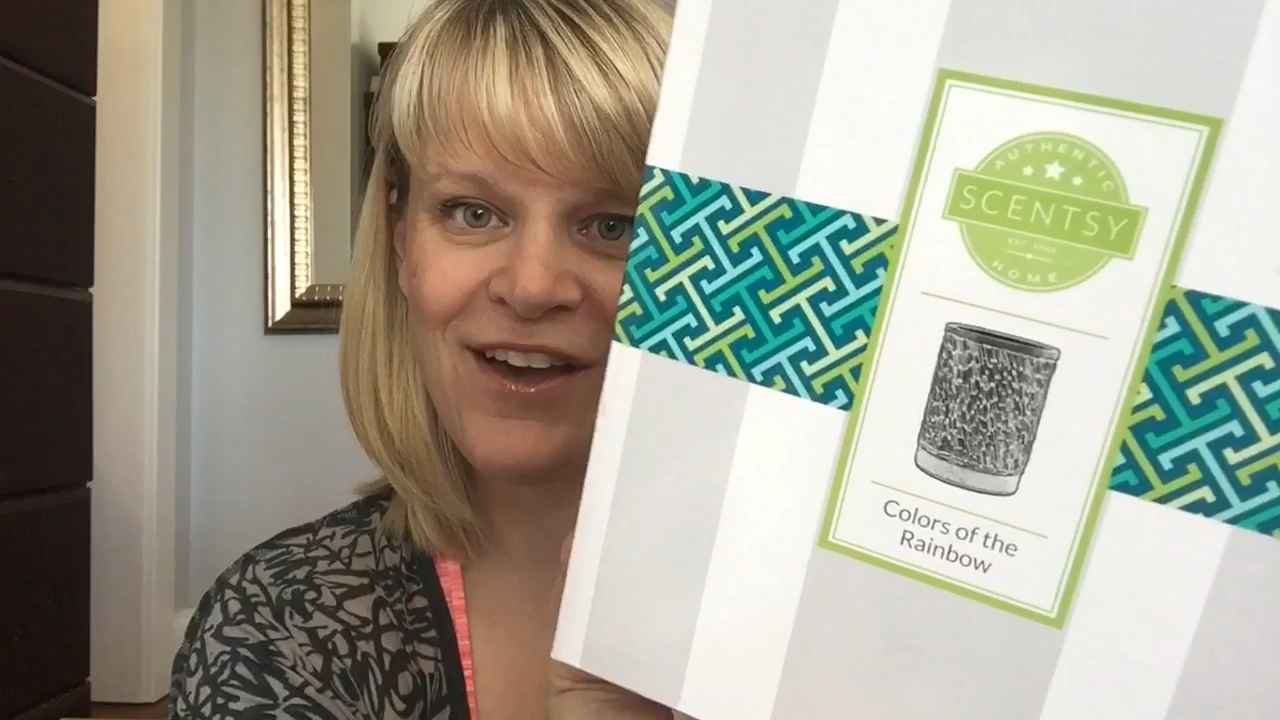 AUTHENTIC
SCENTSY
EST. 2004
HOME
Colors of the
Rainbow